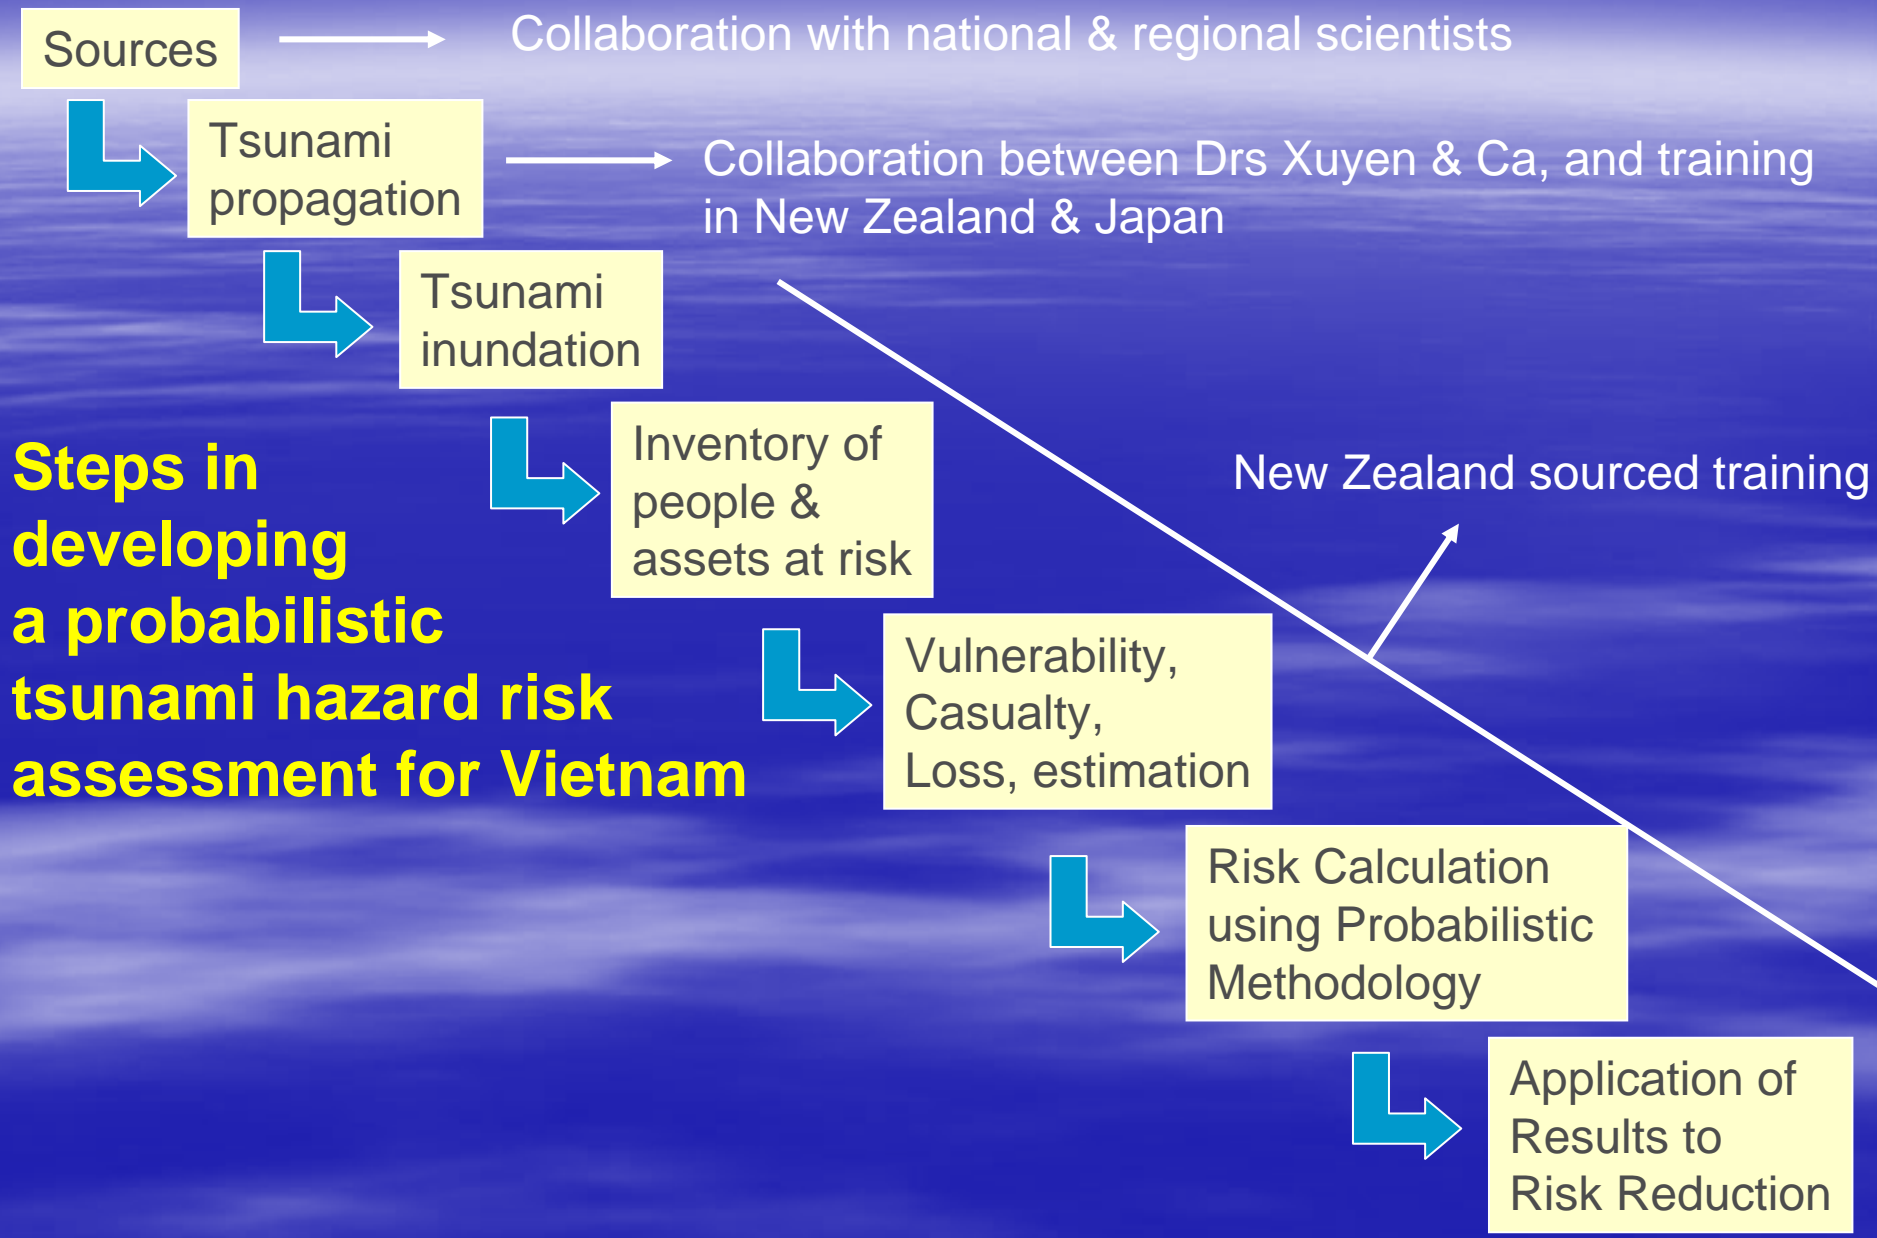 Sources
Collaboration with national & regional scientists
Tsunami
propagation
Collaboration between Drs Xuyen & Ca, and training
in New Zealand & Japan
Tsunami
inundation
Inventory of
people &
assets at risk
New Zealand sourced training
Steps in
developing
a probabilistic
tsunami hazard risk
assessment for Vietnam
Vulnerability,
Casualty,
Loss, estimation
Risk Calculation
using Probabilistic
Methodology
Application of
Results to
Risk Reduction